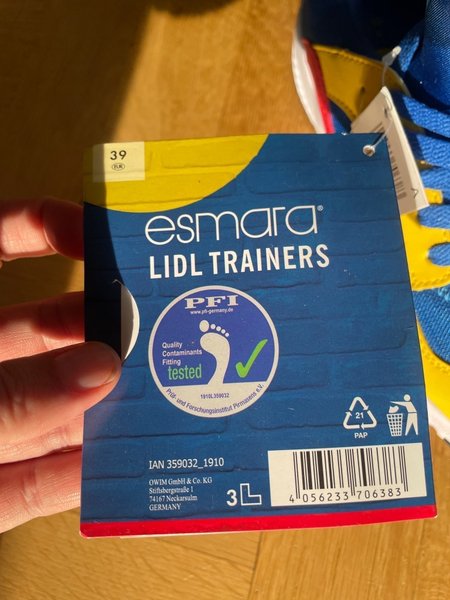 39
EUR
esmara®
LIDL TRAINERS
PFI
www.pfi-germany.de
Quality
Contaminants
Fitting
tested
1910L359032
Prüf- und Forschungsinstitut Pirmasens e.V.
21
PAP
IAN 359032_1910
OWIM GmbH & Co. KG
Stiftsbergstraße 1
74167 Neckarsulm
GERMANY
3
4 056233 706383